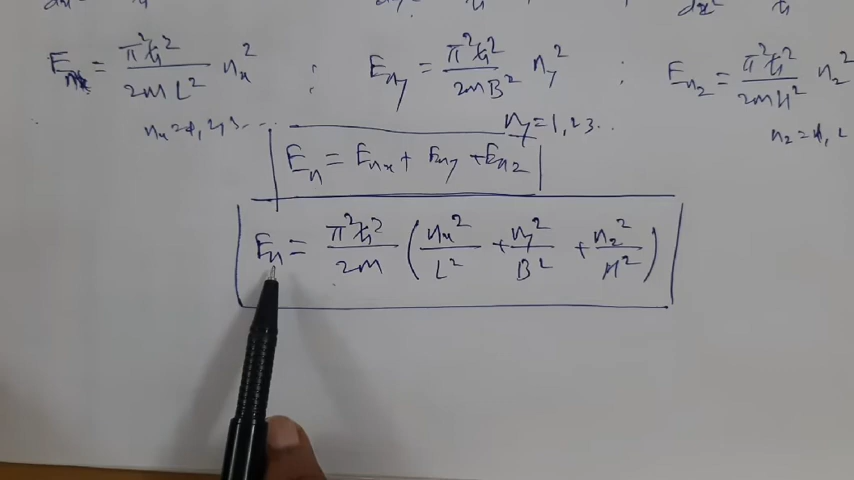 E_nx = π²ħ²/2mL² n_x² ; E_ny = π²ħ²/2mB² n_y² ; E_nz = π²ħ²/2mH² n_z²
n_x = 1, 2, 3.... n_y = 1, 2 3.. n_z = 1, 2
E_n = E_nx + E_ny + E_nz
E_n = π²ħ²/2m (n_x²/L² + n_y²/B² + n_z²/H²)